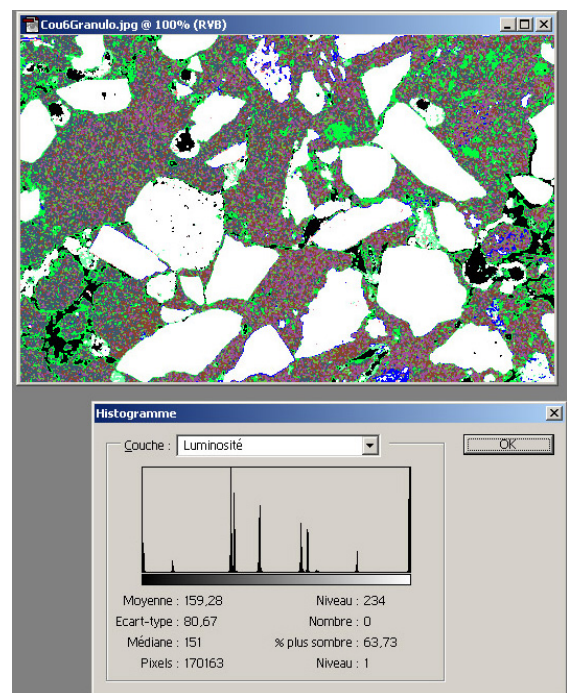 Cou6Granulo.jpg @ 100% (RVB)
Histogramme
Couche : Luminosité
OK
Moyenne : 159,28 Niveau : 234
Ecart-type : 80,67 Nombre : 0
Médiane : 151 % plus sombre : 63,73
Pixels : 170163 Niveau : 1